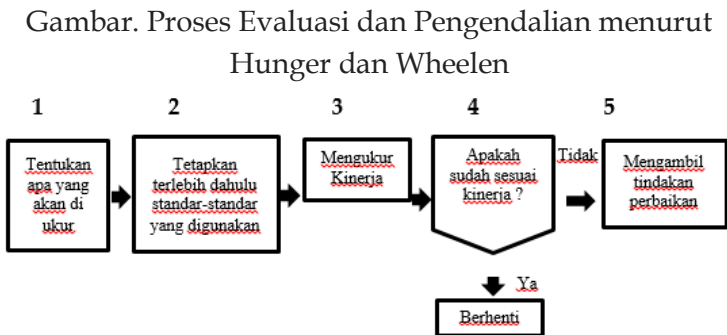 Gambar. Proses Evaluasi dan Pengendalian menurut
Hunger dan Wheelen
1
2
3
4
5
Tentukan
apa yang
akan di
ukur
Tetapkan
terlebih dahulu
standar-standar
yang digunakan
Mengukur
Kinerja
Apakah
sudah sesuai
kinerja ?
Tidak
Mengambil
tindakan
perbaikan
Ya
Berhenti